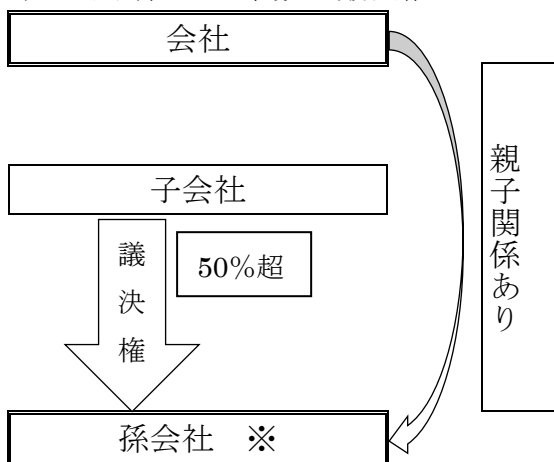 会社
子会社
議決権
50％超
親子関係あり
孫会社 ※